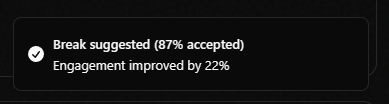 Break suggested (87% accepted)
Engagement improved by 22%